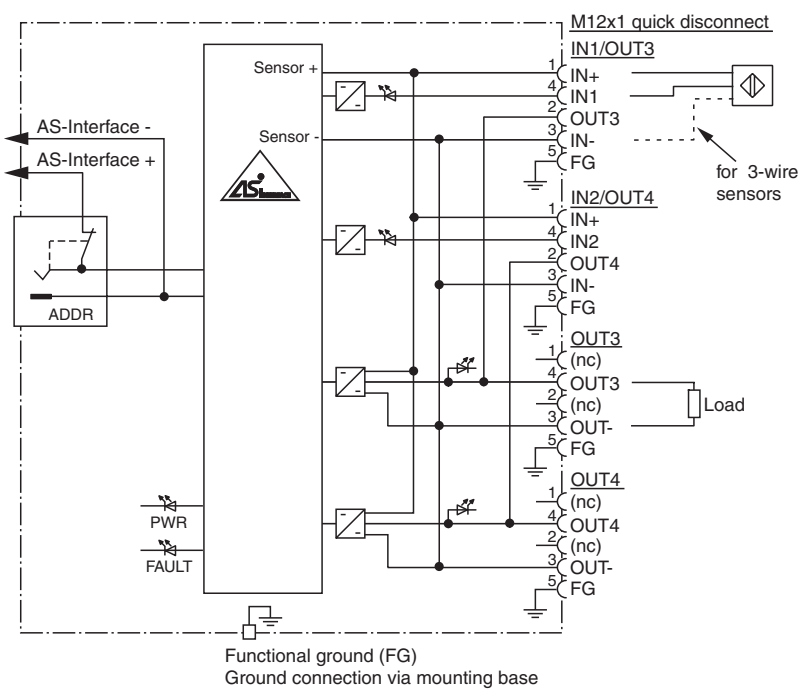 M12x1 quick disconnect
IN1/OUT3
1 IN+
4 IN1
2 OUT3
3 IN-
5 FG
for 3-wire
sensors
IN2/OUT4
1 IN+
4 IN2
2 OUT4
3 IN-
5 FG
OUT3
1 (nc)
4 OUT3
2 (nc)
3 OUT-
5 FG
Load
OUT4
1 (nc)
4 OUT4
2 (nc)
3 OUT-
5 FG
Sensor +
Sensor -
AS-Interface -
AS-Interface +
ADDR
AS
PWR
FAULT
Functional ground (FG)
Ground connection via mounting base